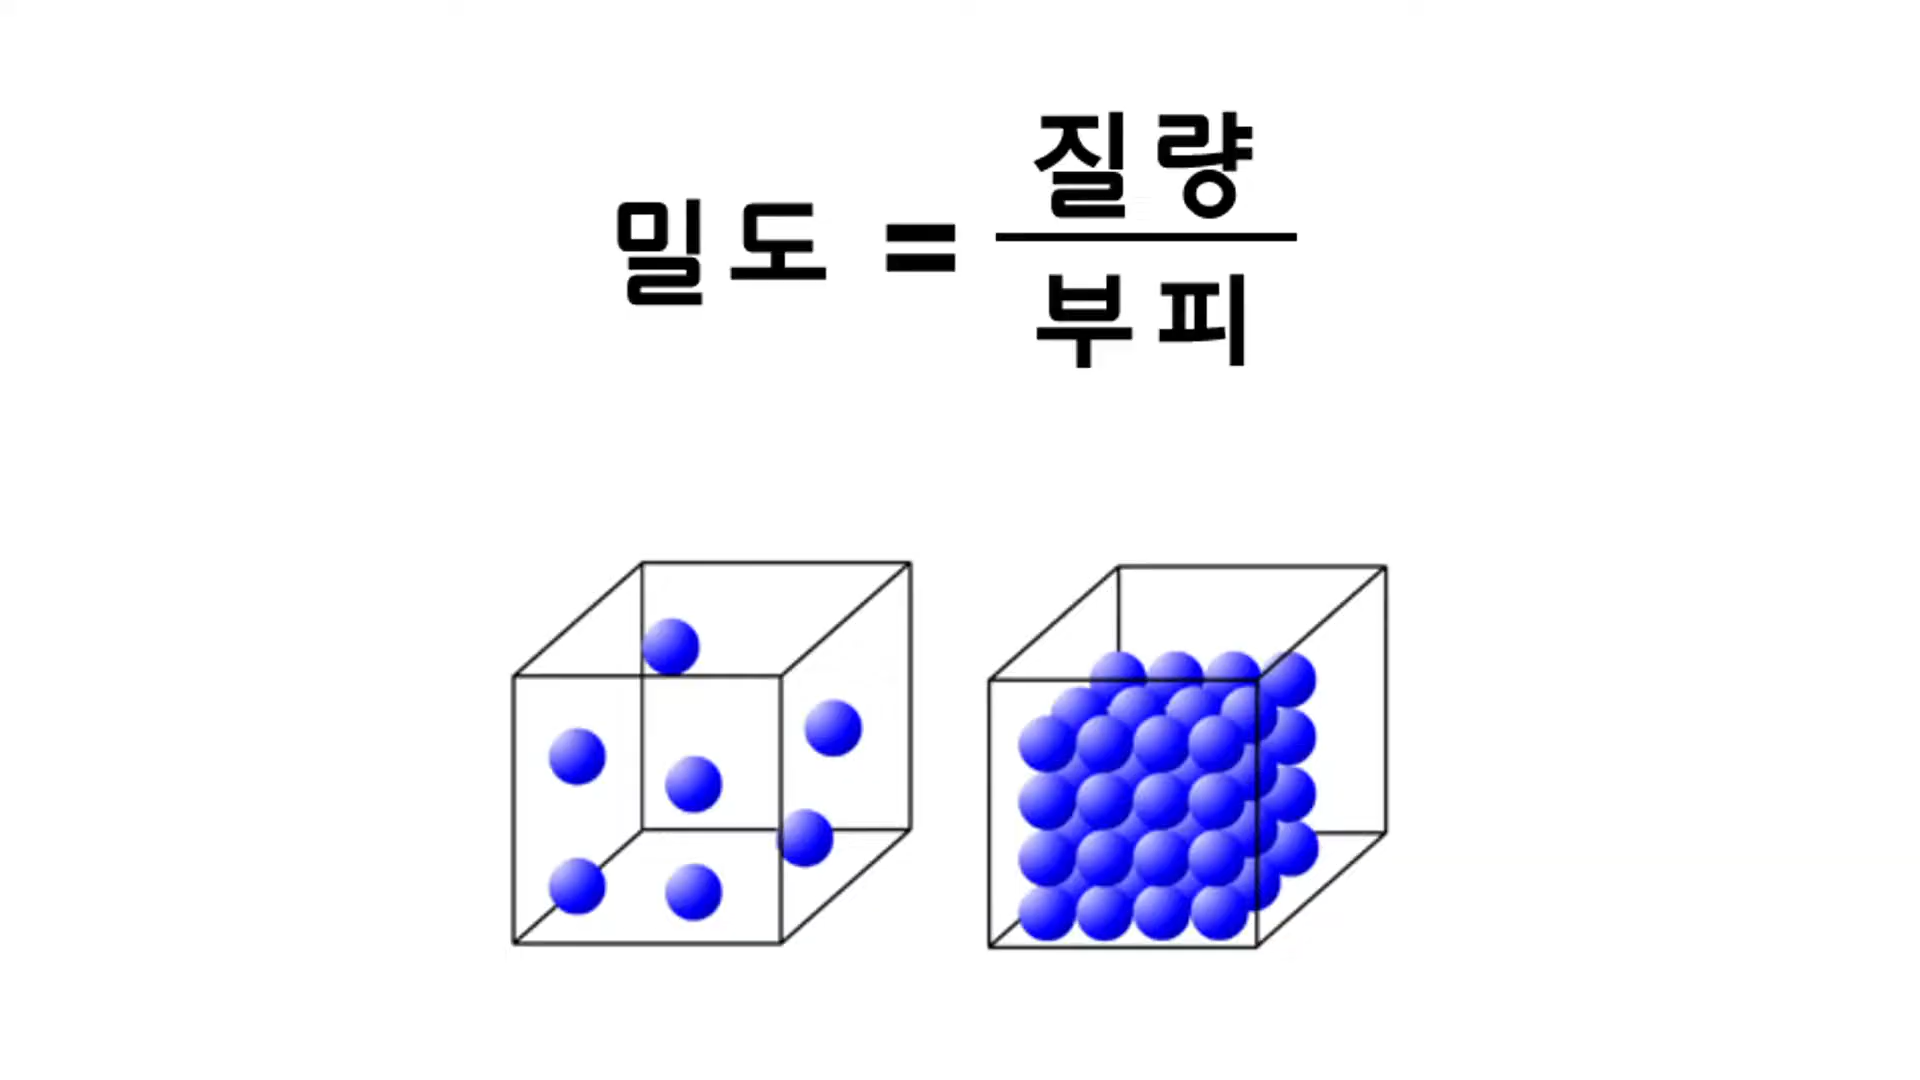 밀도 = 질량
부피